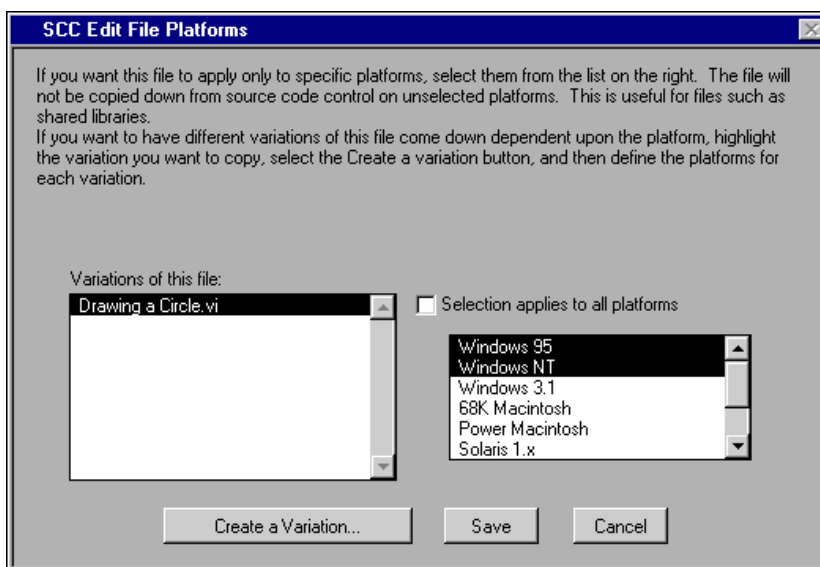 SCC Edit File Platforms
If you want this file to apply only to specific platforms, select them from the list on the right.  The file will
not be copied down from source code control on unselected platforms.  This is useful for files such as
shared libraries.
If you want to have different variations of this file come down dependent upon the platform, highlight
the variation you want to copy, select the Create a variation button, and then define the platforms for
each variation.
Variations of this file:
Drawing a Circle.vi
Selection applies to all platforms
Windows 95
Windows NT
Windows 3.1
68K Macintosh
Power Macintosh
Solaris 1.x
Create a Variation...
Save
Cancel